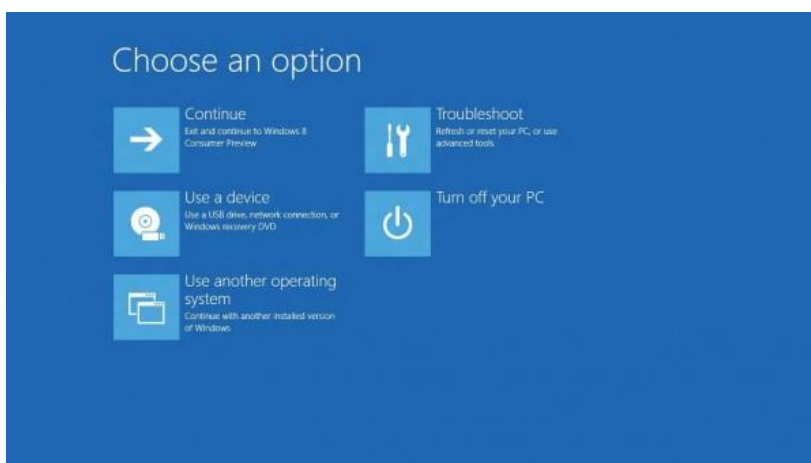 Choose an option
Continue
Exit and continue to Windows 8
Consumer Preview
Troubleshoot
Refresh or reset your PC, or use
advanced tools
Use a device
Use a USB drive, network connection, or
Windows recovery DVD
Turn off your PC
Use another operating
system
Continue with another installed version
of Windows